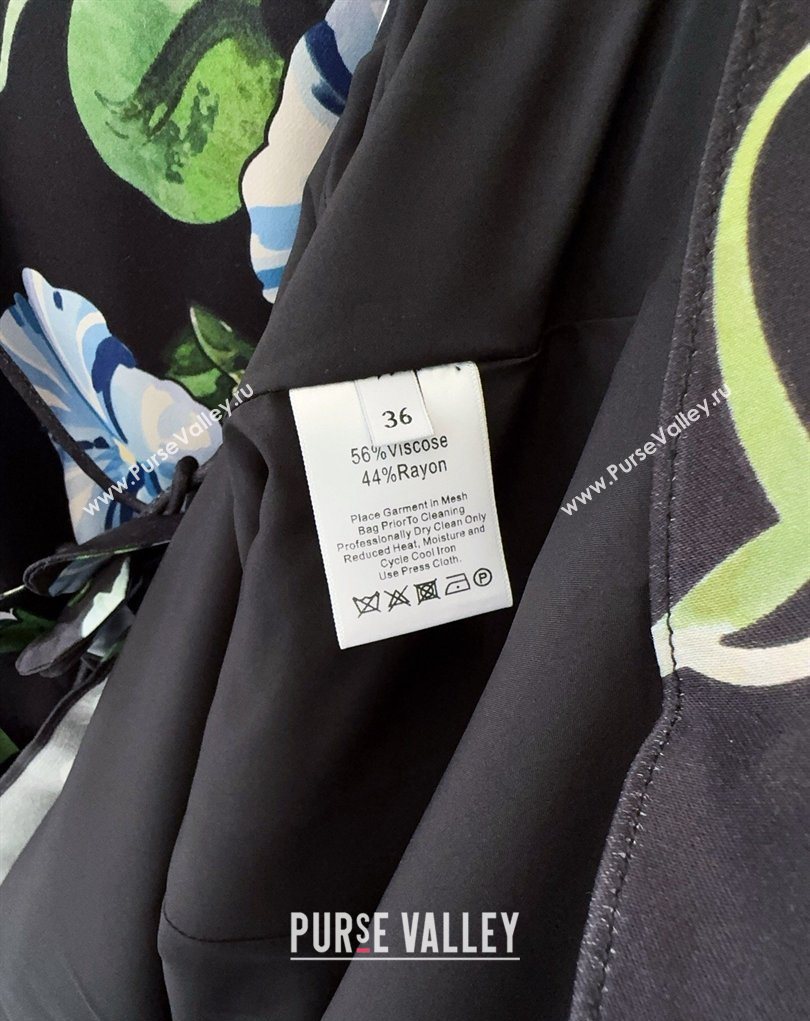 36
56%Viscose
44%Rayon
Place Garment in Mesh
Bag PriorTo Cleaning
Professionally Dry Clean Only
Reduced Heat, Moisture and
Cycle Cool Iron
Use Press Cloth.
P
www.PurseValley.ru
www.PurseValley.ru
PURSE VALLEY